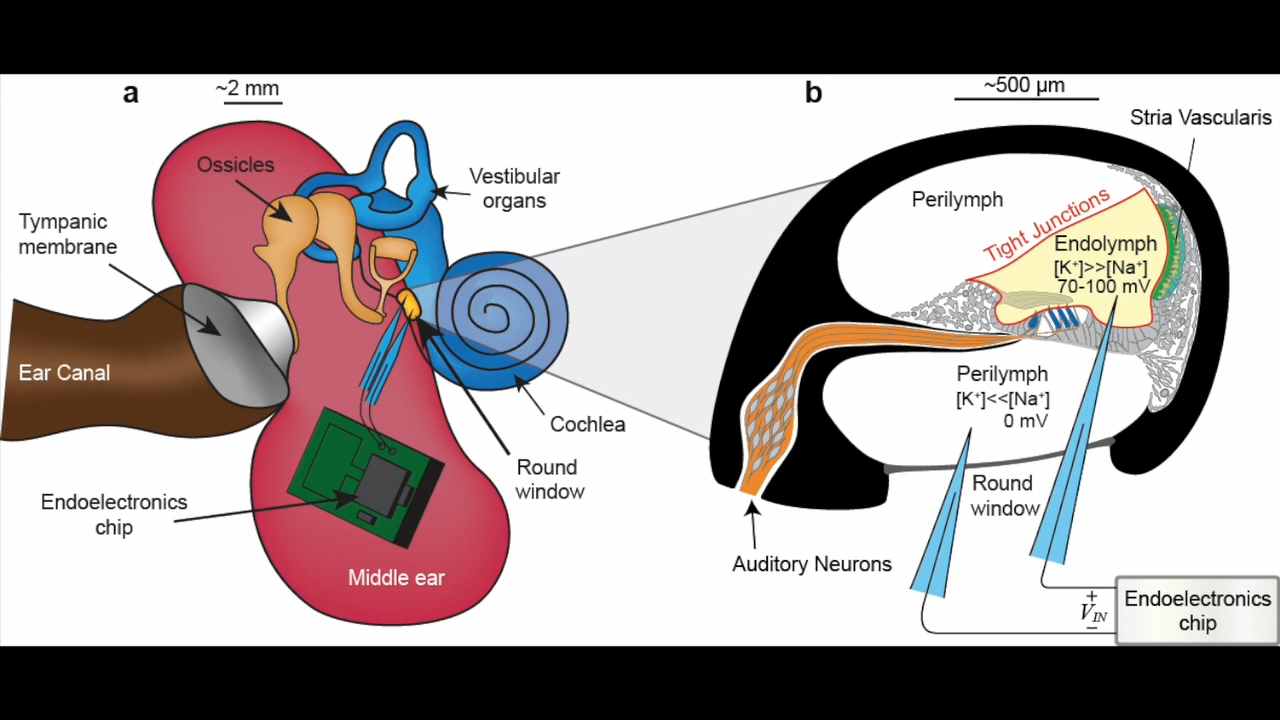 a
~2 mm
Ossicles
Vestibular
organs
Tympanic
membrane
Ear Canal
Cochlea
Round
window
Endoelectronics
chip
Middle ear
b
~500 µm
Stria Vascularis
Perilymph
Tight Junctions
Endolymph
[K⁺]>>[Na⁺]
70-100 mV
Perilymph
[K⁺]<<[Na⁺]
0 mV
Round
window
Auditory Neurons
+
V_IN
−
Endoelectronics
chip